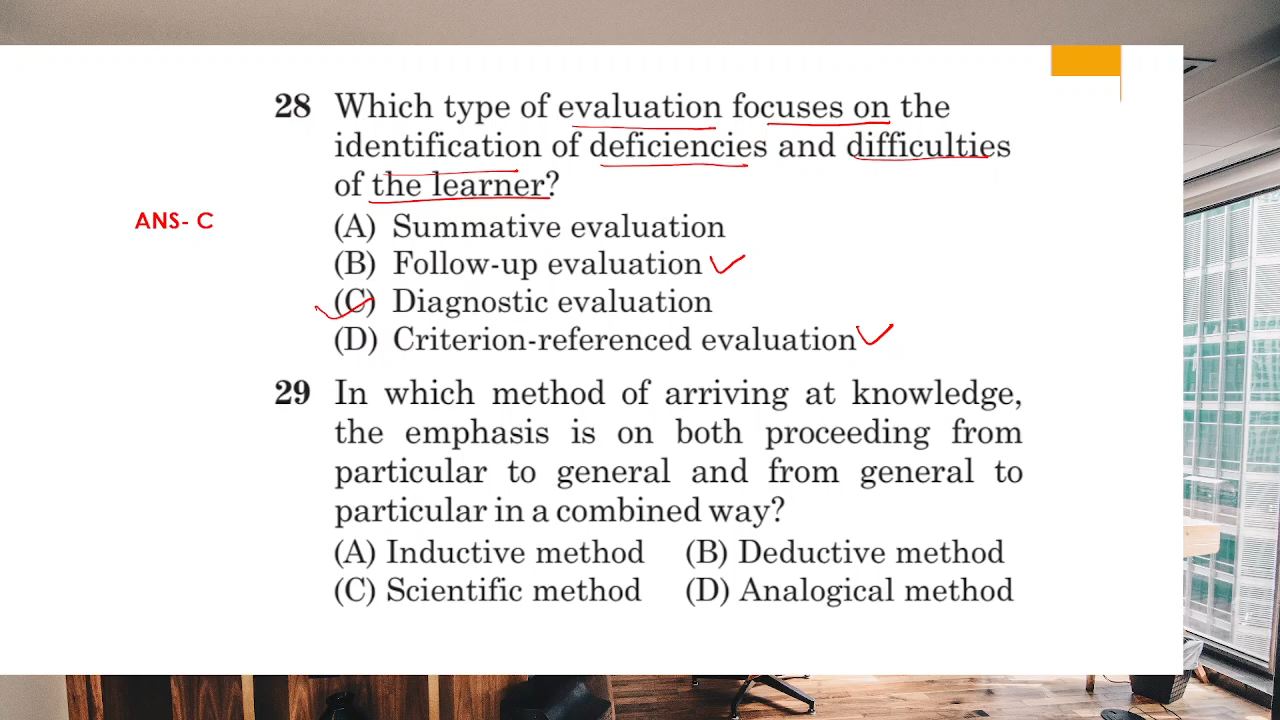 28 Which type of evaluation focuses on the
identification of deficiencies and difficulties
of the learner?
ANS- C
(A) Summative evaluation
(B) Follow-up evaluation
(C) Diagnostic evaluation
(D) Criterion-referenced evaluation
29 In which method of arriving at knowledge,
the emphasis is on both proceeding from
particular to general and from general to
particular in a combined way?
(A) Inductive method (B) Deductive method
(C) Scientific method (D) Analogical method